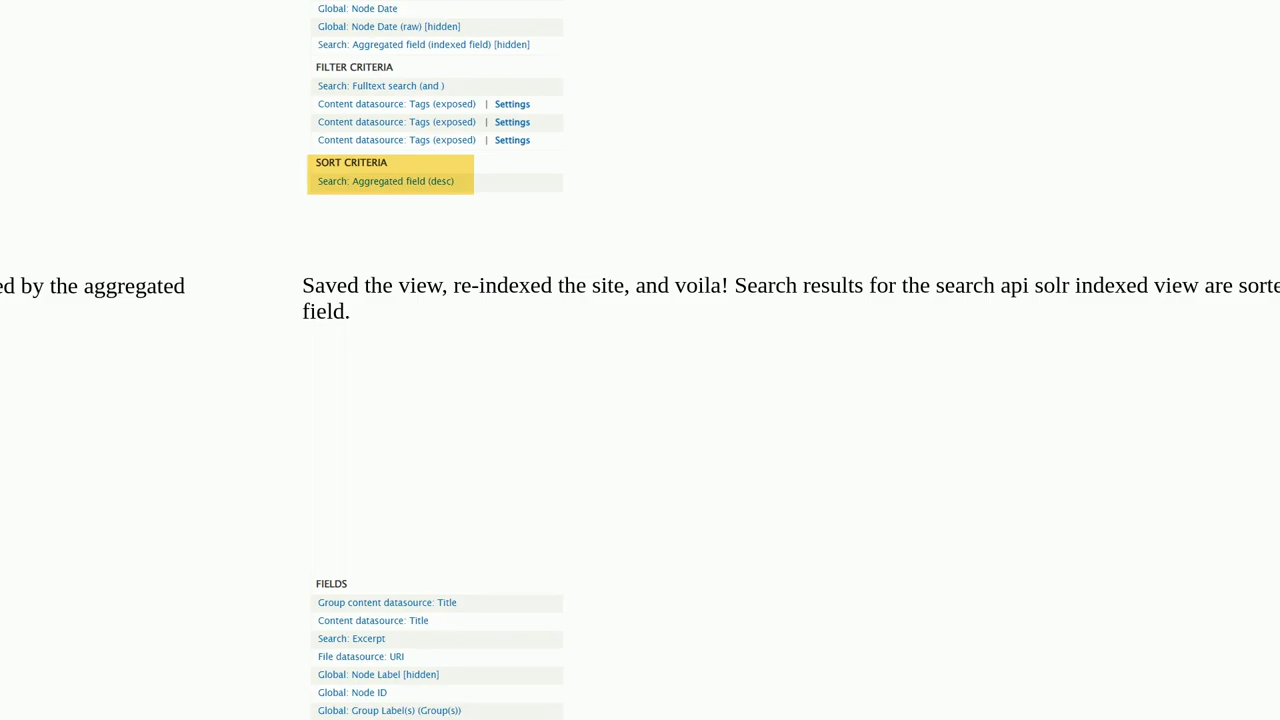 Global: Node Date
Global: Node Date (raw) [hidden]
Search: Aggregated field (indexed field) [hidden]
FILTER CRITERIA
Search: Fulltext search (and )
Content datasource: Tags (exposed) | Settings
Content datasource: Tags (exposed) | Settings
Content datasource: Tags (exposed) | Settings
SORT CRITERIA
Search: Aggregated field (desc)
ed by the aggregated
Saved the view, re-indexed the site, and voila! Search results for the search api solr indexed view are sorte
field.
FIELDS
Group content datasource: Title
Content datasource: Title
Search: Excerpt
File datasource: URI
Global: Node Label [hidden]
Global: Node ID
Global: Group Label(s) (Group(s))